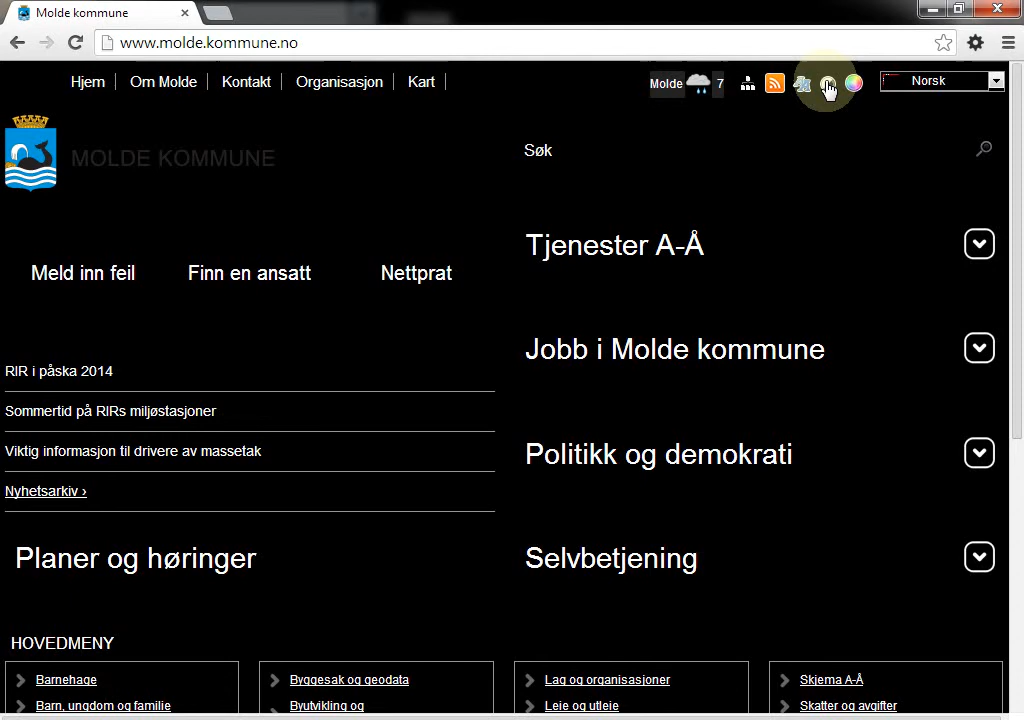 Molde kommune
www.molde.kommune.no
Hjem Om Molde Kontakt Organisasjon Kart Molde 7 Norsk
MOLDE KOMMUNE
Søk
Tjenester A-Å
Meld inn feil Finn en ansatt Nettprat
Jobb i Molde kommune
RIR i påska 2014
Sommertid på RIRs miljøstasjoner
Viktig informasjon til drivere av massetak
Politikk og demokrati
Nyhetsarkiv ›
Planer og høringer
Selvbetjening
HOVEDMENY
Barnehage Byggesak og geodata Lag og organisasjoner Skjema A-Å
Barn, ungdom og familie Byutvikling og Leie og utleie Skatter og avgifter